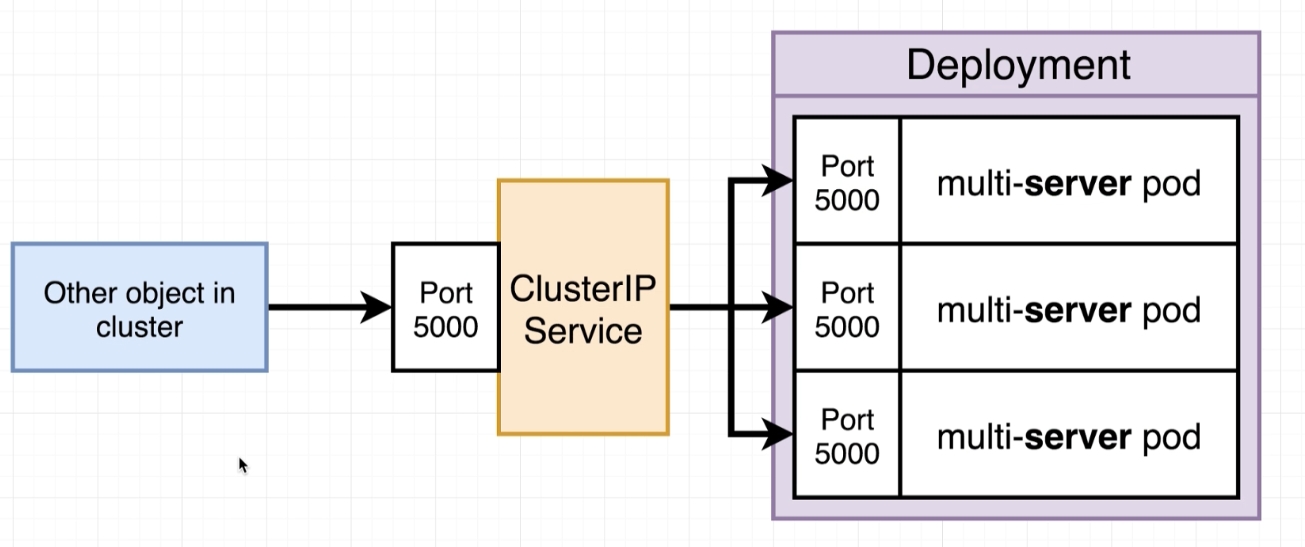 Deployment
Other object in
cluster
Port
5000
ClusterIP
Service
Port
5000
multi-server pod
Port
5000
multi-server pod
Port
5000
multi-server pod